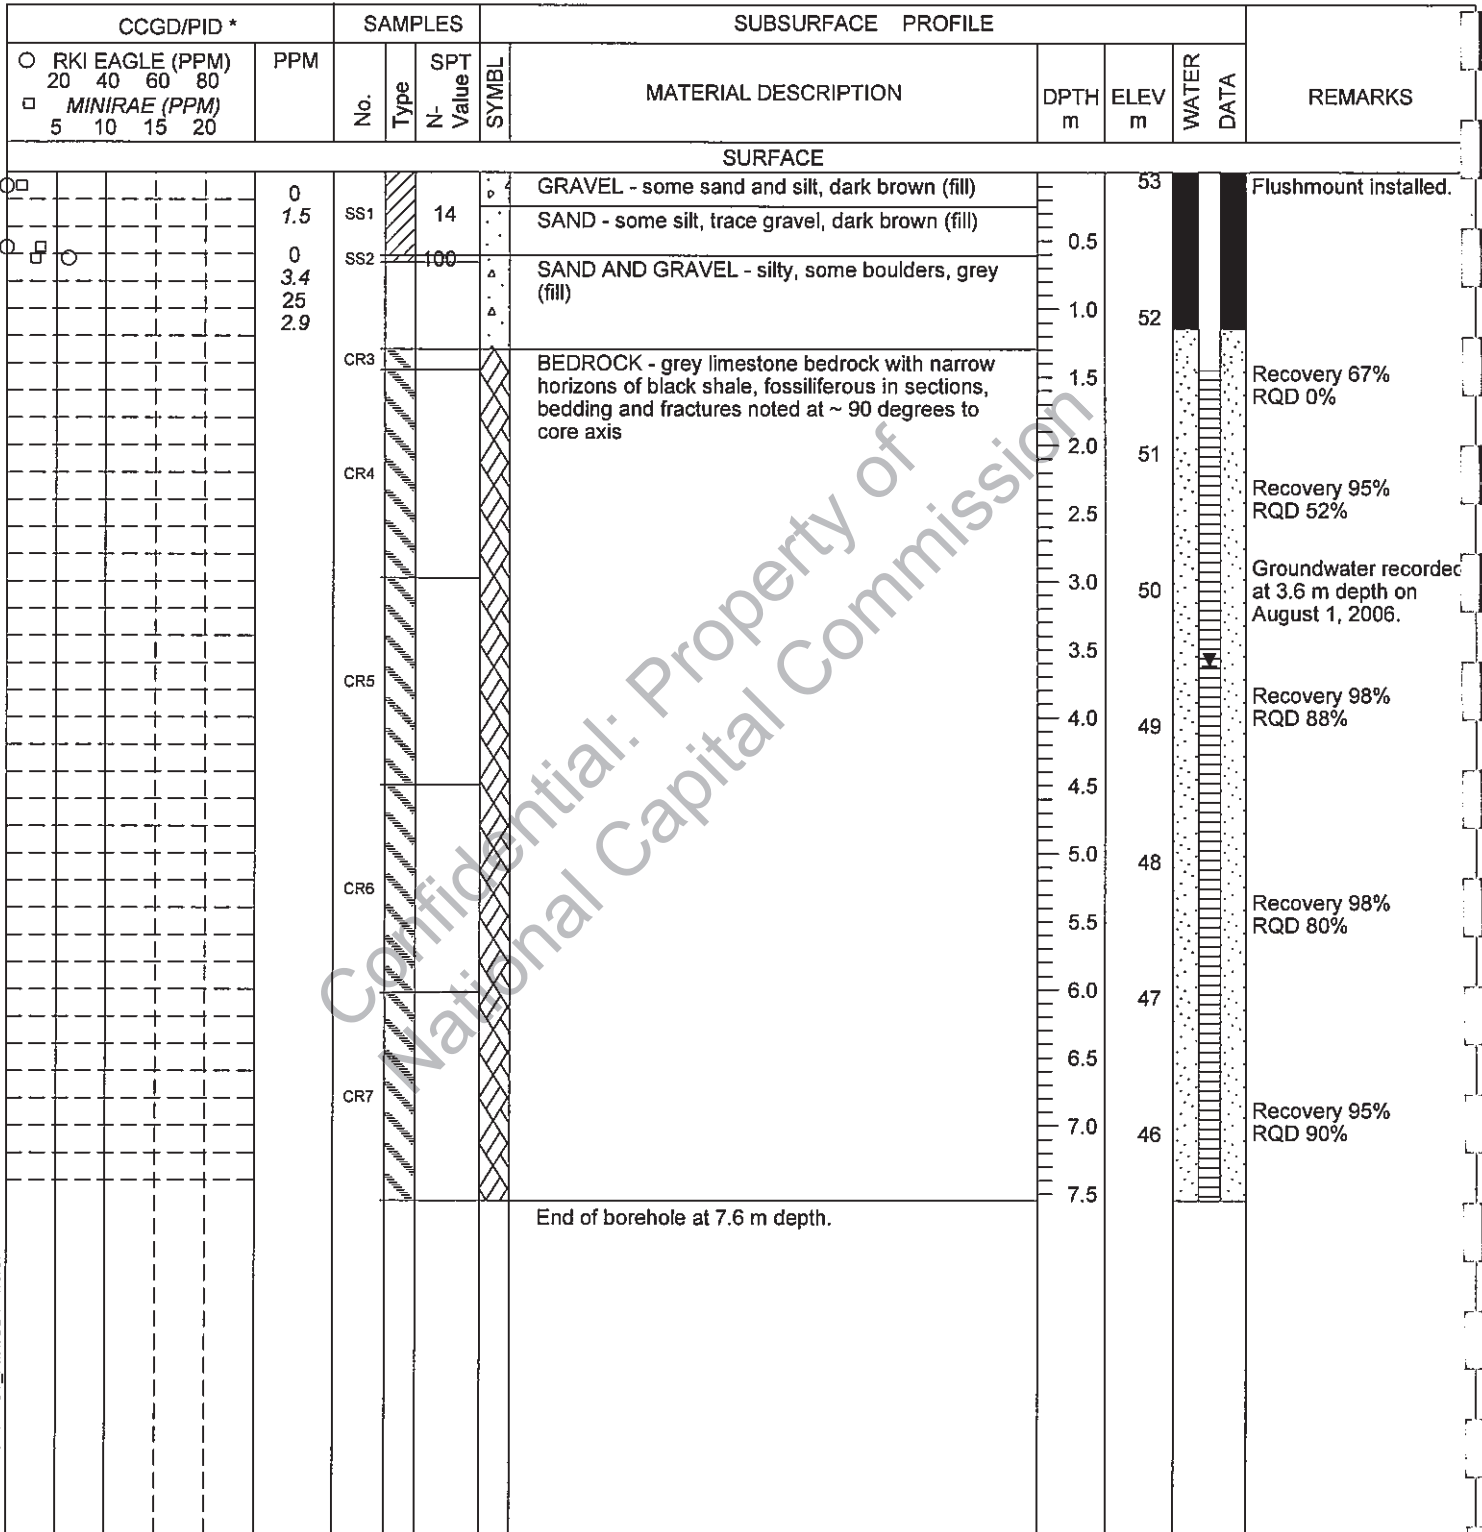 CCGD/PID *
SAMPLES
SUBSURFACE PROFILE
RKI EAGLE (PPM)
20 40 60 80
MINIRAE (PPM)
5 10 15 20
PPM
No.
Type
SPT
N-
Value
SYMBL
MATERIAL DESCRIPTION
DPTH
m
ELEV
m
WATER
DATA
REMARKS
SURFACE
0
1.5
0
3.4
25
2.9
SS1
14
SS2
100
CR3
CR4
CR5
CR6
CR7
GRAVEL - some sand and silt, dark brown (fill)
SAND - some silt, trace gravel, dark brown (fill)
SAND AND GRAVEL - silty, some boulders, grey
(fill)
BEDROCK - grey limestone bedrock with narrow
horizons of black shale, fossiliferous in sections,
bedding and fractures noted at ~ 90 degrees to
core axis
End of borehole at 7.6 m depth.
0.5
1.0
1.5
2.0
2.5
3.0
3.5
4.0
4.5
5.0
5.5
6.0
6.5
7.0
7.5
53
52
51
50
49
48
47
46
Flushmount installed.
Recovery 67%
RQD 0%
Recovery 95%
RQD 52%
Groundwater recorded
at 3.6 m depth on
August 1, 2006.
Recovery 98%
RQD 88%
Recovery 98%
RQD 80%
Recovery 95%
RQD 90%
Confidential: Property of
National Capital Commission